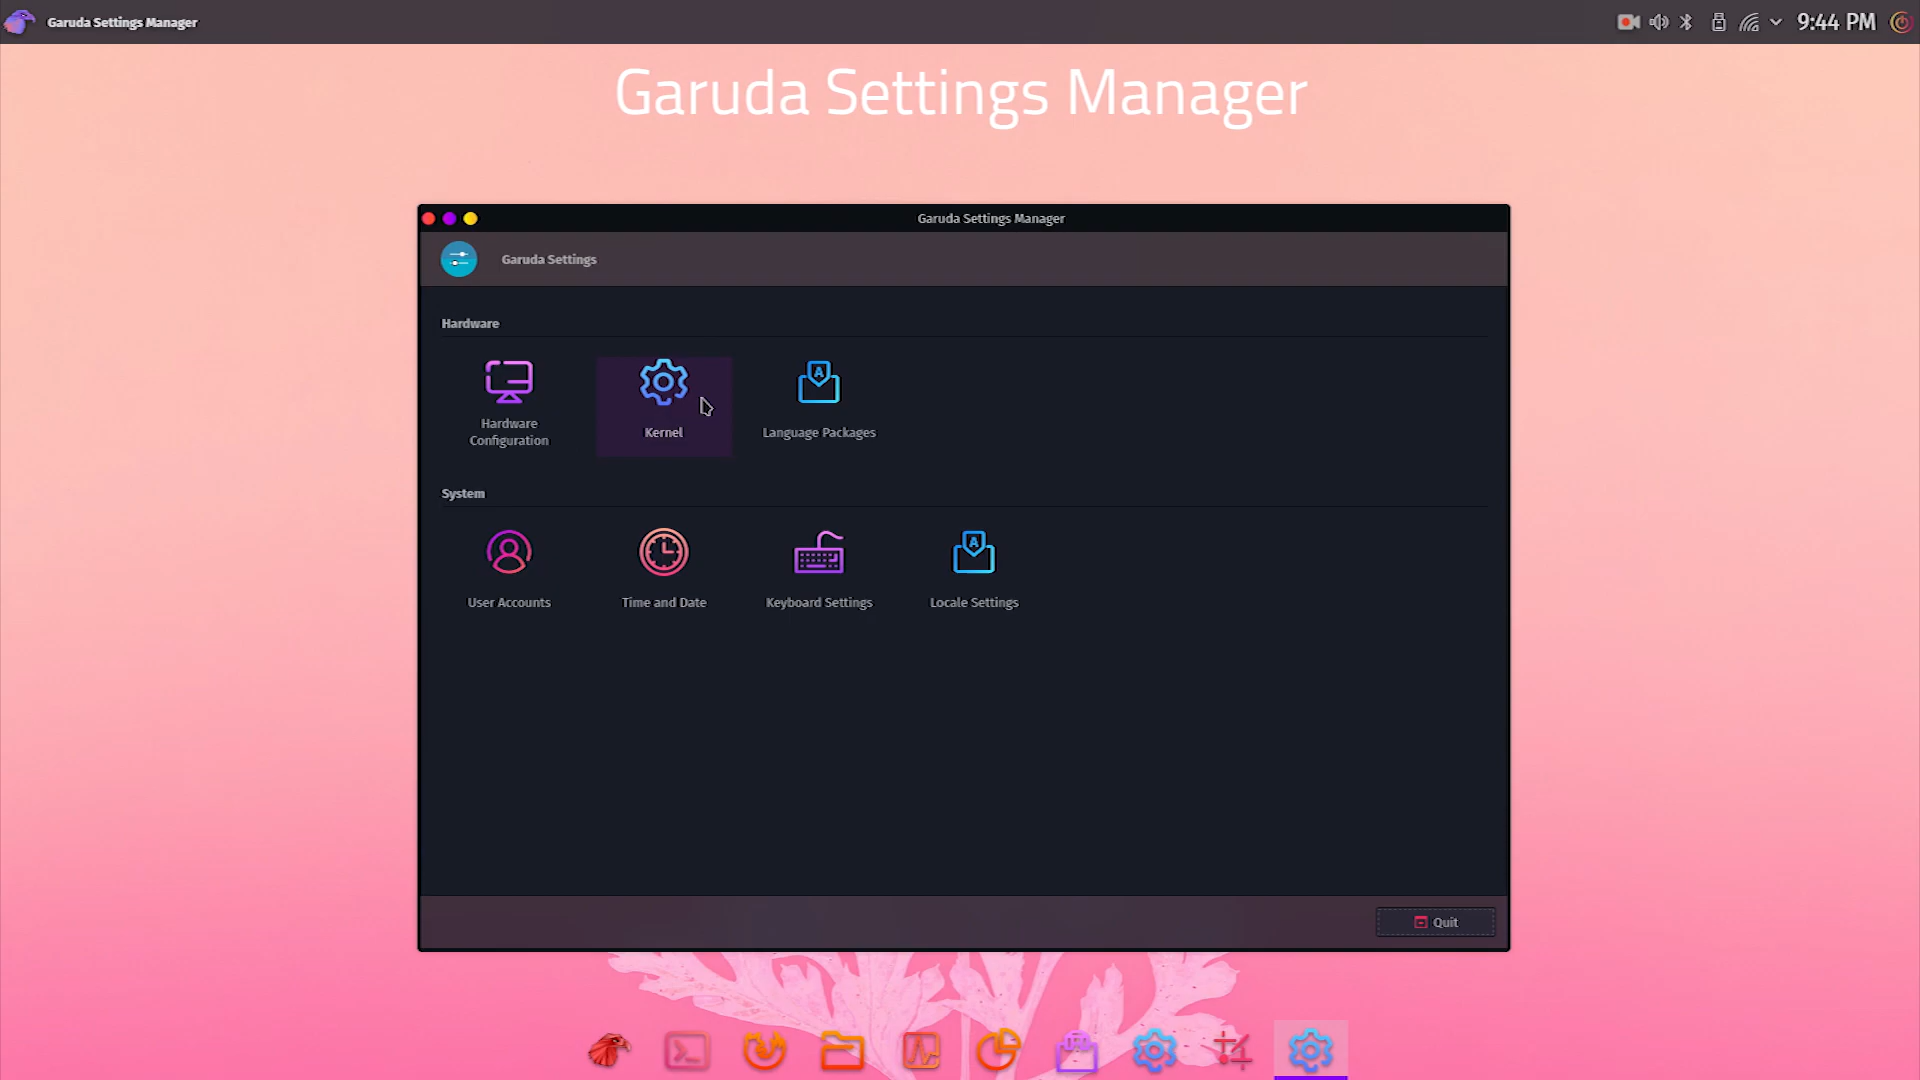 Garuda Settings Manager
9:44 PM
Garuda Settings Manager
Garuda Settings Manager
Garuda Settings
Hardware
Hardware
Configuration
Kernel
Language Packages
System
User Accounts
Time and Date
Keyboard Settings
Locale Settings
Quit